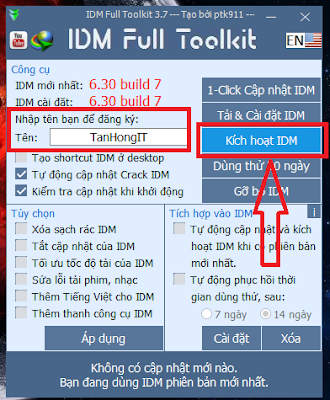 IDM Full Toolkit 3.7 --- Tạo bởi ptk911 ---
You Tube IDM Full Toolkit EN
Công cụ
IDM mới nhất: 6.30 build 7
IDM cài đặt: 6.30 build 7
Nhập tên bạn để đăng ký:
Tên: TanHongIT
Tạo shortcut IDM ở desktop
Tự động cập nhật Crack IDM
Kiểm tra cập nhật khi khởi động
1-Click Cập nhật IDM
Tải & Cài đặt IDM
Kích hoạt IDM
Dùng thử 30 ngày
Gỡ bỏ IDM
Tùy chọn
Xóa sạch rác IDM
Tắt cập nhật của IDM
Tối ưu tốc độ tải của IDM
Sửa lỗi tải phim, nhạc
Thêm Tiếng Việt cho IDM
Thêm thanh công cụ IDM
Áp dụng
Tích hợp vào IDM i
Tự động cập nhật và kích
hoạt IDM khi có phiên bản
mới nhất.
Tự động phục hồi thời
gian dùng thử, sau:
7 ngày 14 ngày
Cài đặt Xóa
Không có cập nhật mới nào.
Bạn đang dùng IDM phiên bản mới nhất.